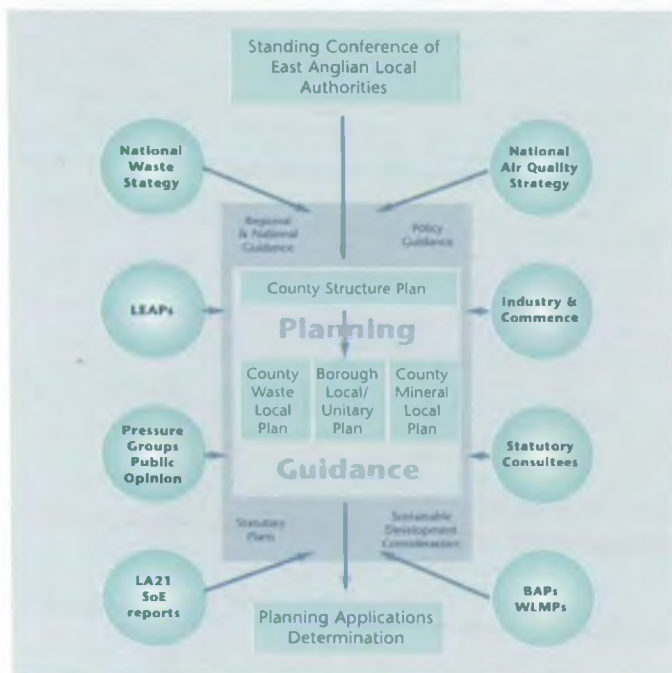 Standing Conference of
East Anglian Local
Authorities
National
Waste
Stategy
National
Air Quality
Strategy
Regional
& National
Guidance
Policy
Guidance
LEAPs
County Structure Plan
Industry &
Commence
Planning
County
Waste
Local
Plan
Borough
Local/
Unitary
Plan
County
Mineral
Local
Plan
Pressure
Groups
Public
Opinion
Guidance
Statutory
Consultees
Statutory
Plans
Sustainable
Development
Consideration
LA21
SoE
reports
BAPs
WLMPs
Planning Applications
Determination